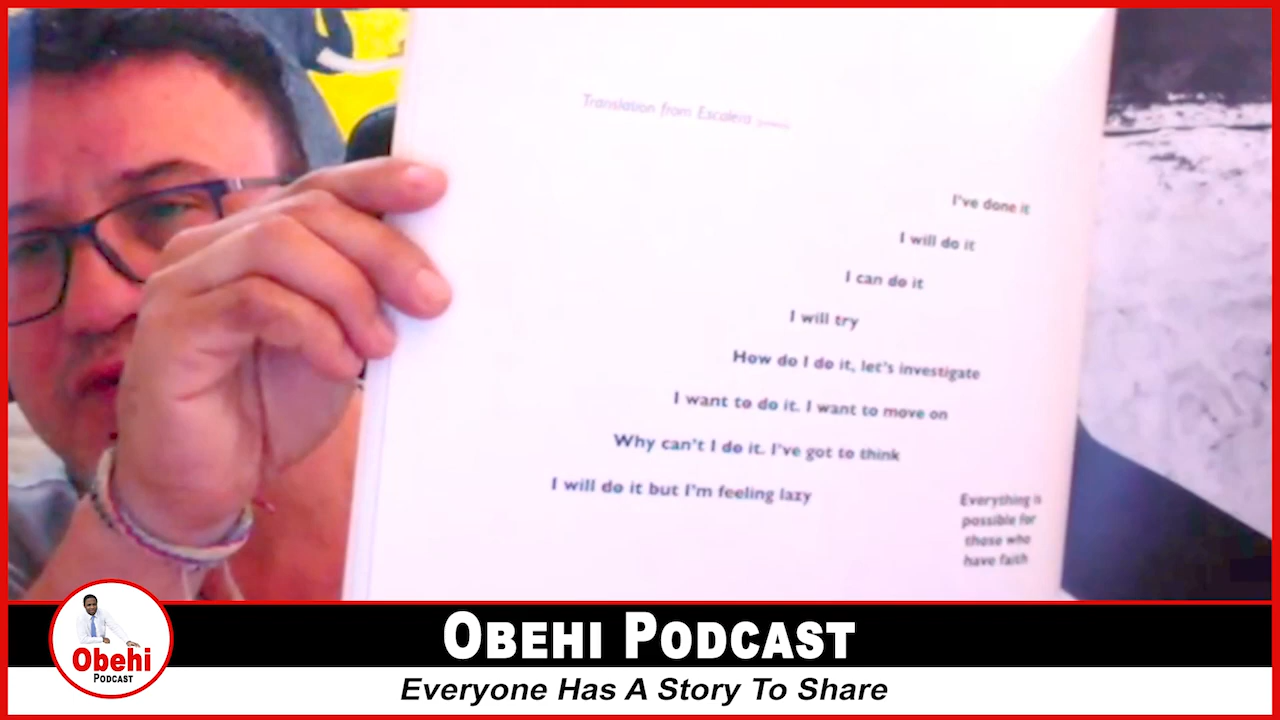 Translation from Escalera
I've done it
I will do it
I can do it
I will try
How do I do it, let's investigate
I want to do it. I want to move on
Why can't I do it. I've got to think
I will do it but I'm feeling lazy
Everything is
possible for
those who
have faith
OBEHI PODCAST
Everyone Has A Story To Share
Obehi
PODCAST